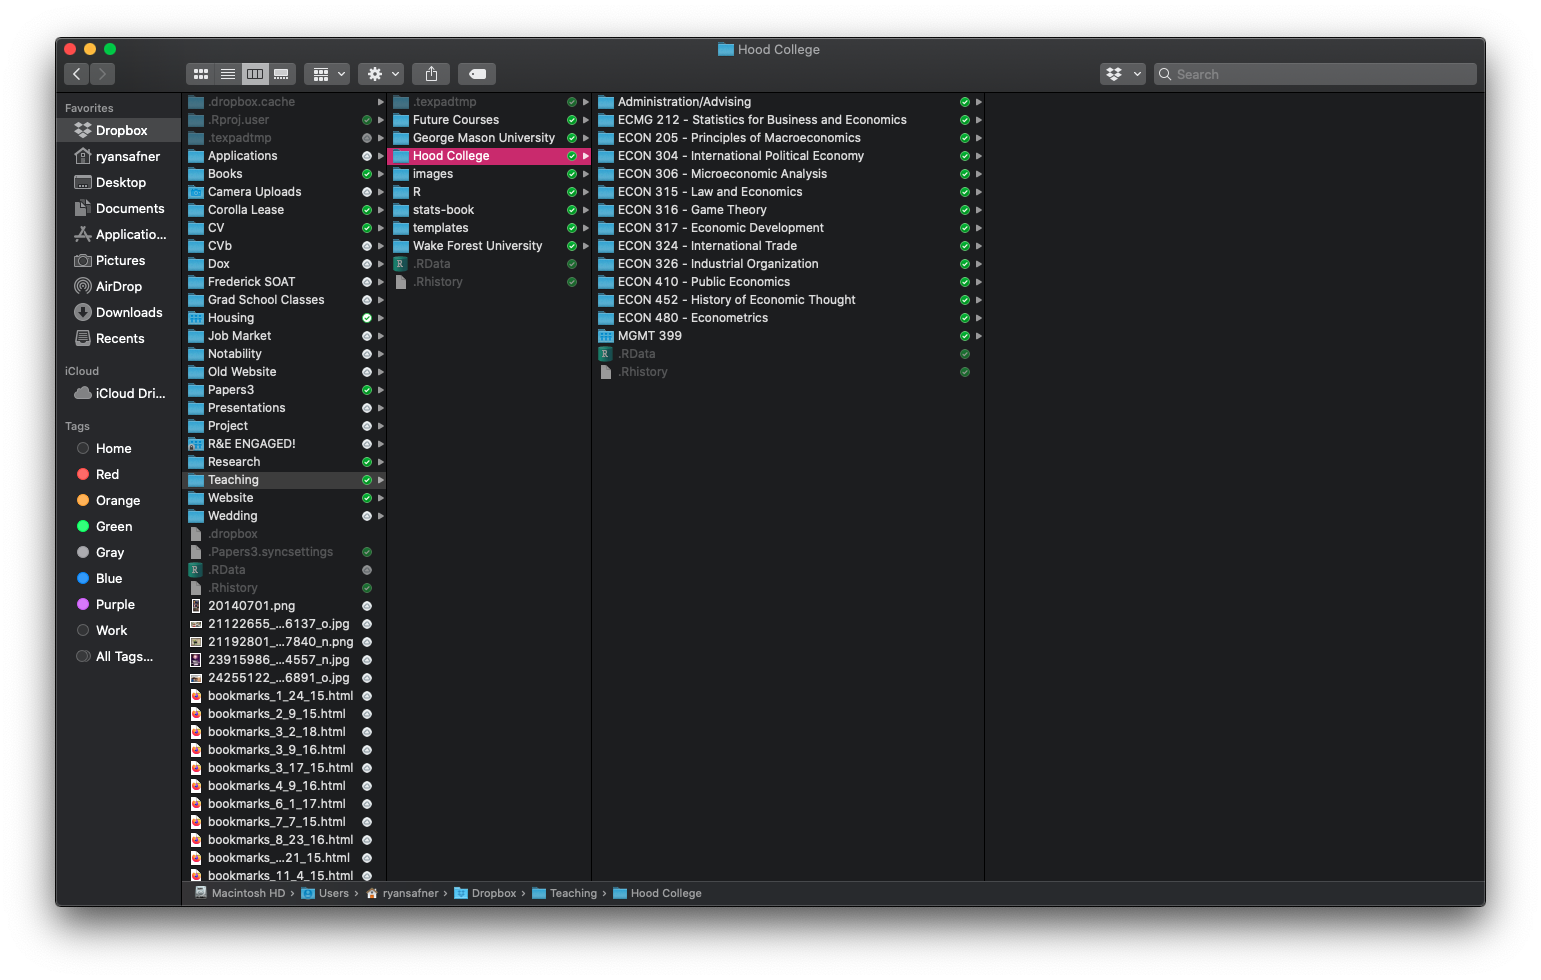 Hood College
Search
Favorites
Dropbox
ryansafner
Desktop
Documents
Applicatio...
Pictures
AirDrop
Downloads
Recents
iCloud
iCloud Dri...
Tags
Home
Red
Orange
Green
Gray
Blue
Purple
Work
All Tags...
.dropbox.cache
.Rproj.user
.texpadtmp
Applications
Books
Camera Uploads
Corolla Lease
CV
CVb
Dox
Frederick SOAT
Grad School Classes
Housing
Job Market
Notability
Old Website
Papers3
Presentations
Project
R&E ENGAGED!
Research
Teaching
Website
Wedding
.dropbox
.Papers3.syncsettings
.RData
.Rhistory
20140701.png
21122655_...6137_o.jpg
21192801_...7840_n.png
23915986_...4557_n.jpg
24255122_...6891_o.jpg
bookmarks_1_24_15.html
bookmarks_2_9_15.html
bookmarks_3_2_18.html
bookmarks_3_9_16.html
bookmarks_3_17_15.html
bookmarks_4_9_16.html
bookmarks_6_1_17.html
bookmarks_7_7_15.html
bookmarks_8_23_16.html
bookmarks_...21_15.html
bookmarks_11_4_15.html
.texpadtmp
Future Courses
George Mason University
Hood College
images
R
stats-book
templates
Wake Forest University
.RData
.Rhistory
Administration/Advising
ECMG 212 - Statistics for Business and Economics
ECON 205 - Principles of Macroeconomics
ECON 304 - International Political Economy
ECON 306 - Microeconomic Analysis
ECON 315 - Law and Economics
ECON 316 - Game Theory
ECON 317 - Economic Development
ECON 324 - International Trade
ECON 326 - Industrial Organization
ECON 410 - Public Economics
ECON 452 - History of Economic Thought
ECON 480 - Econometrics
MGMT 399
.RData
.Rhistory
Macintosh HD › Users › ryansafner › Dropbox › Teaching › Hood College